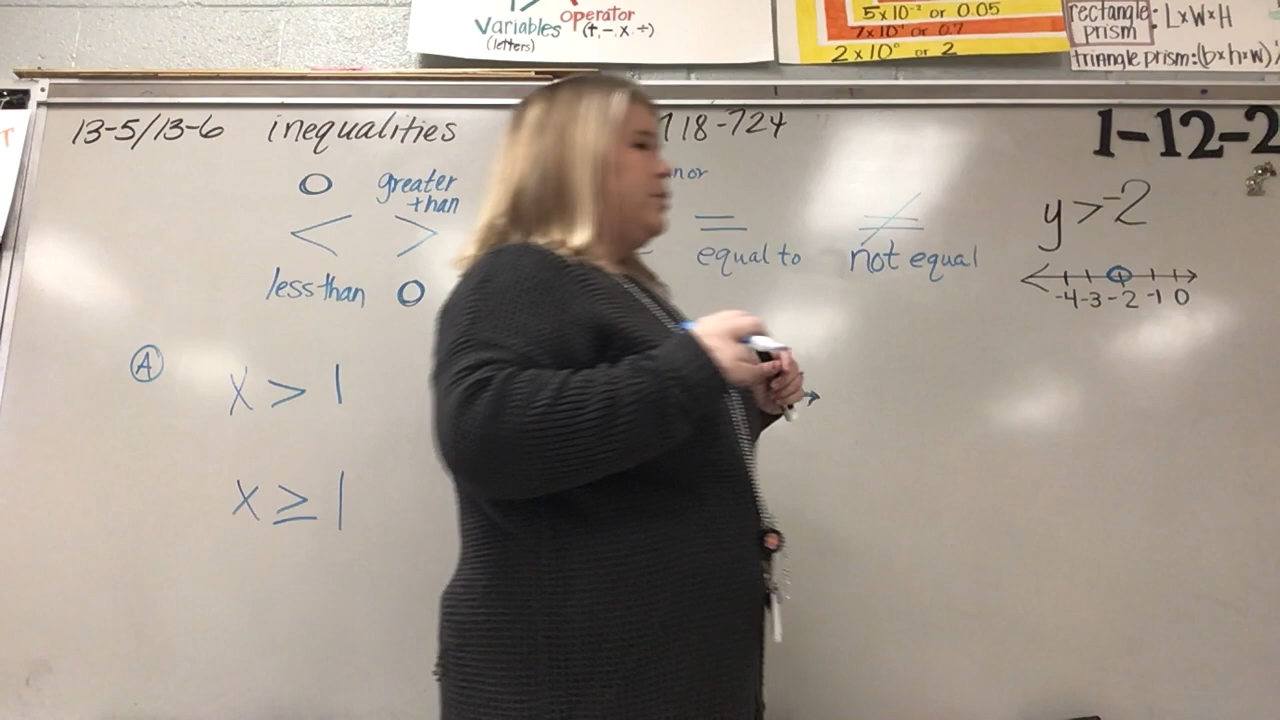 variables operator
(letters) (+, -, x, ÷)
5x10⁻² or 0.05
7x10⁻¹ or 0.7
2x10⁰ or 2
rectangle prism: LxWxH
triangle prism: (bxhxw)
13-5/13-6 inequalities 718-724
1-12-2
greater than
< >
less than
=
equal to
≠
not equal
y > ⁻2
-4 -3 -2 -1 0
A
x > 1
x ≥ 1